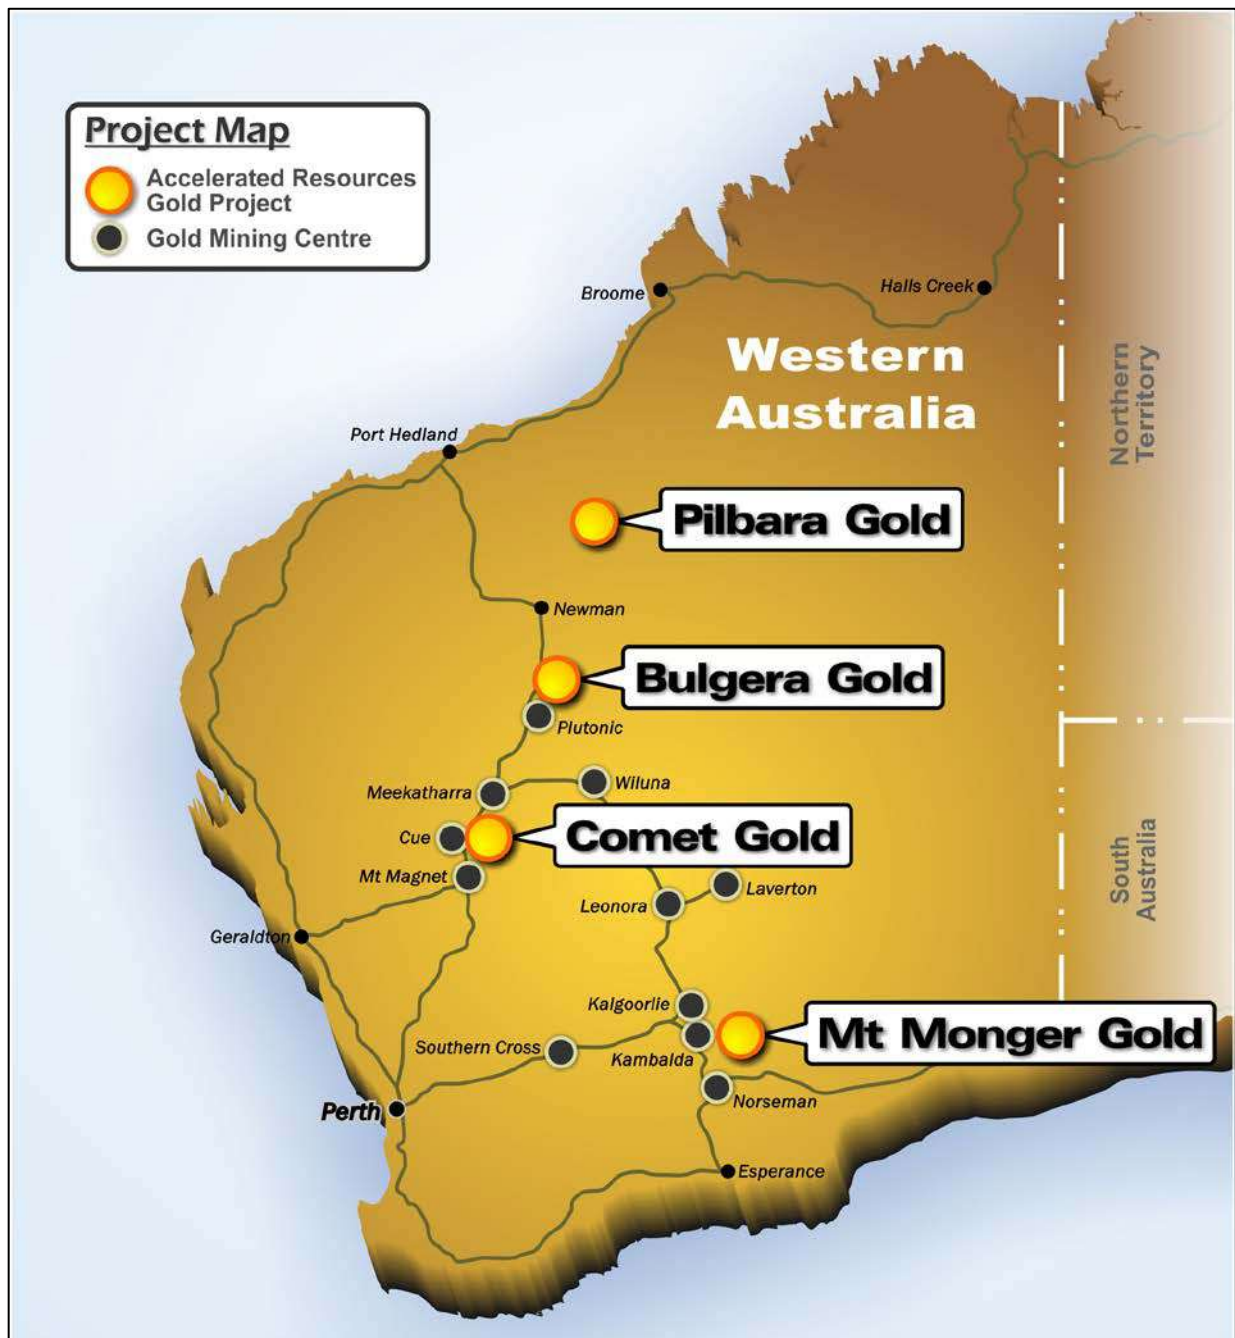 Project Map
Accelerated Resources
Gold Project
Gold Mining Centre
Broome
Halls Creek
Western
Australia
Northern
Territory
Port Hedland
Pilbara Gold
Newman
Bulgera Gold
Plutonic
Meekatharra
Wiluna
Cue
Comet Gold
Mt Magnet
Laverton
Leonora
South
Australia
Geraldton
Kalgoorlie
Mt Monger Gold
Southern Cross
Kambalda
Norseman
Perth
Esperance